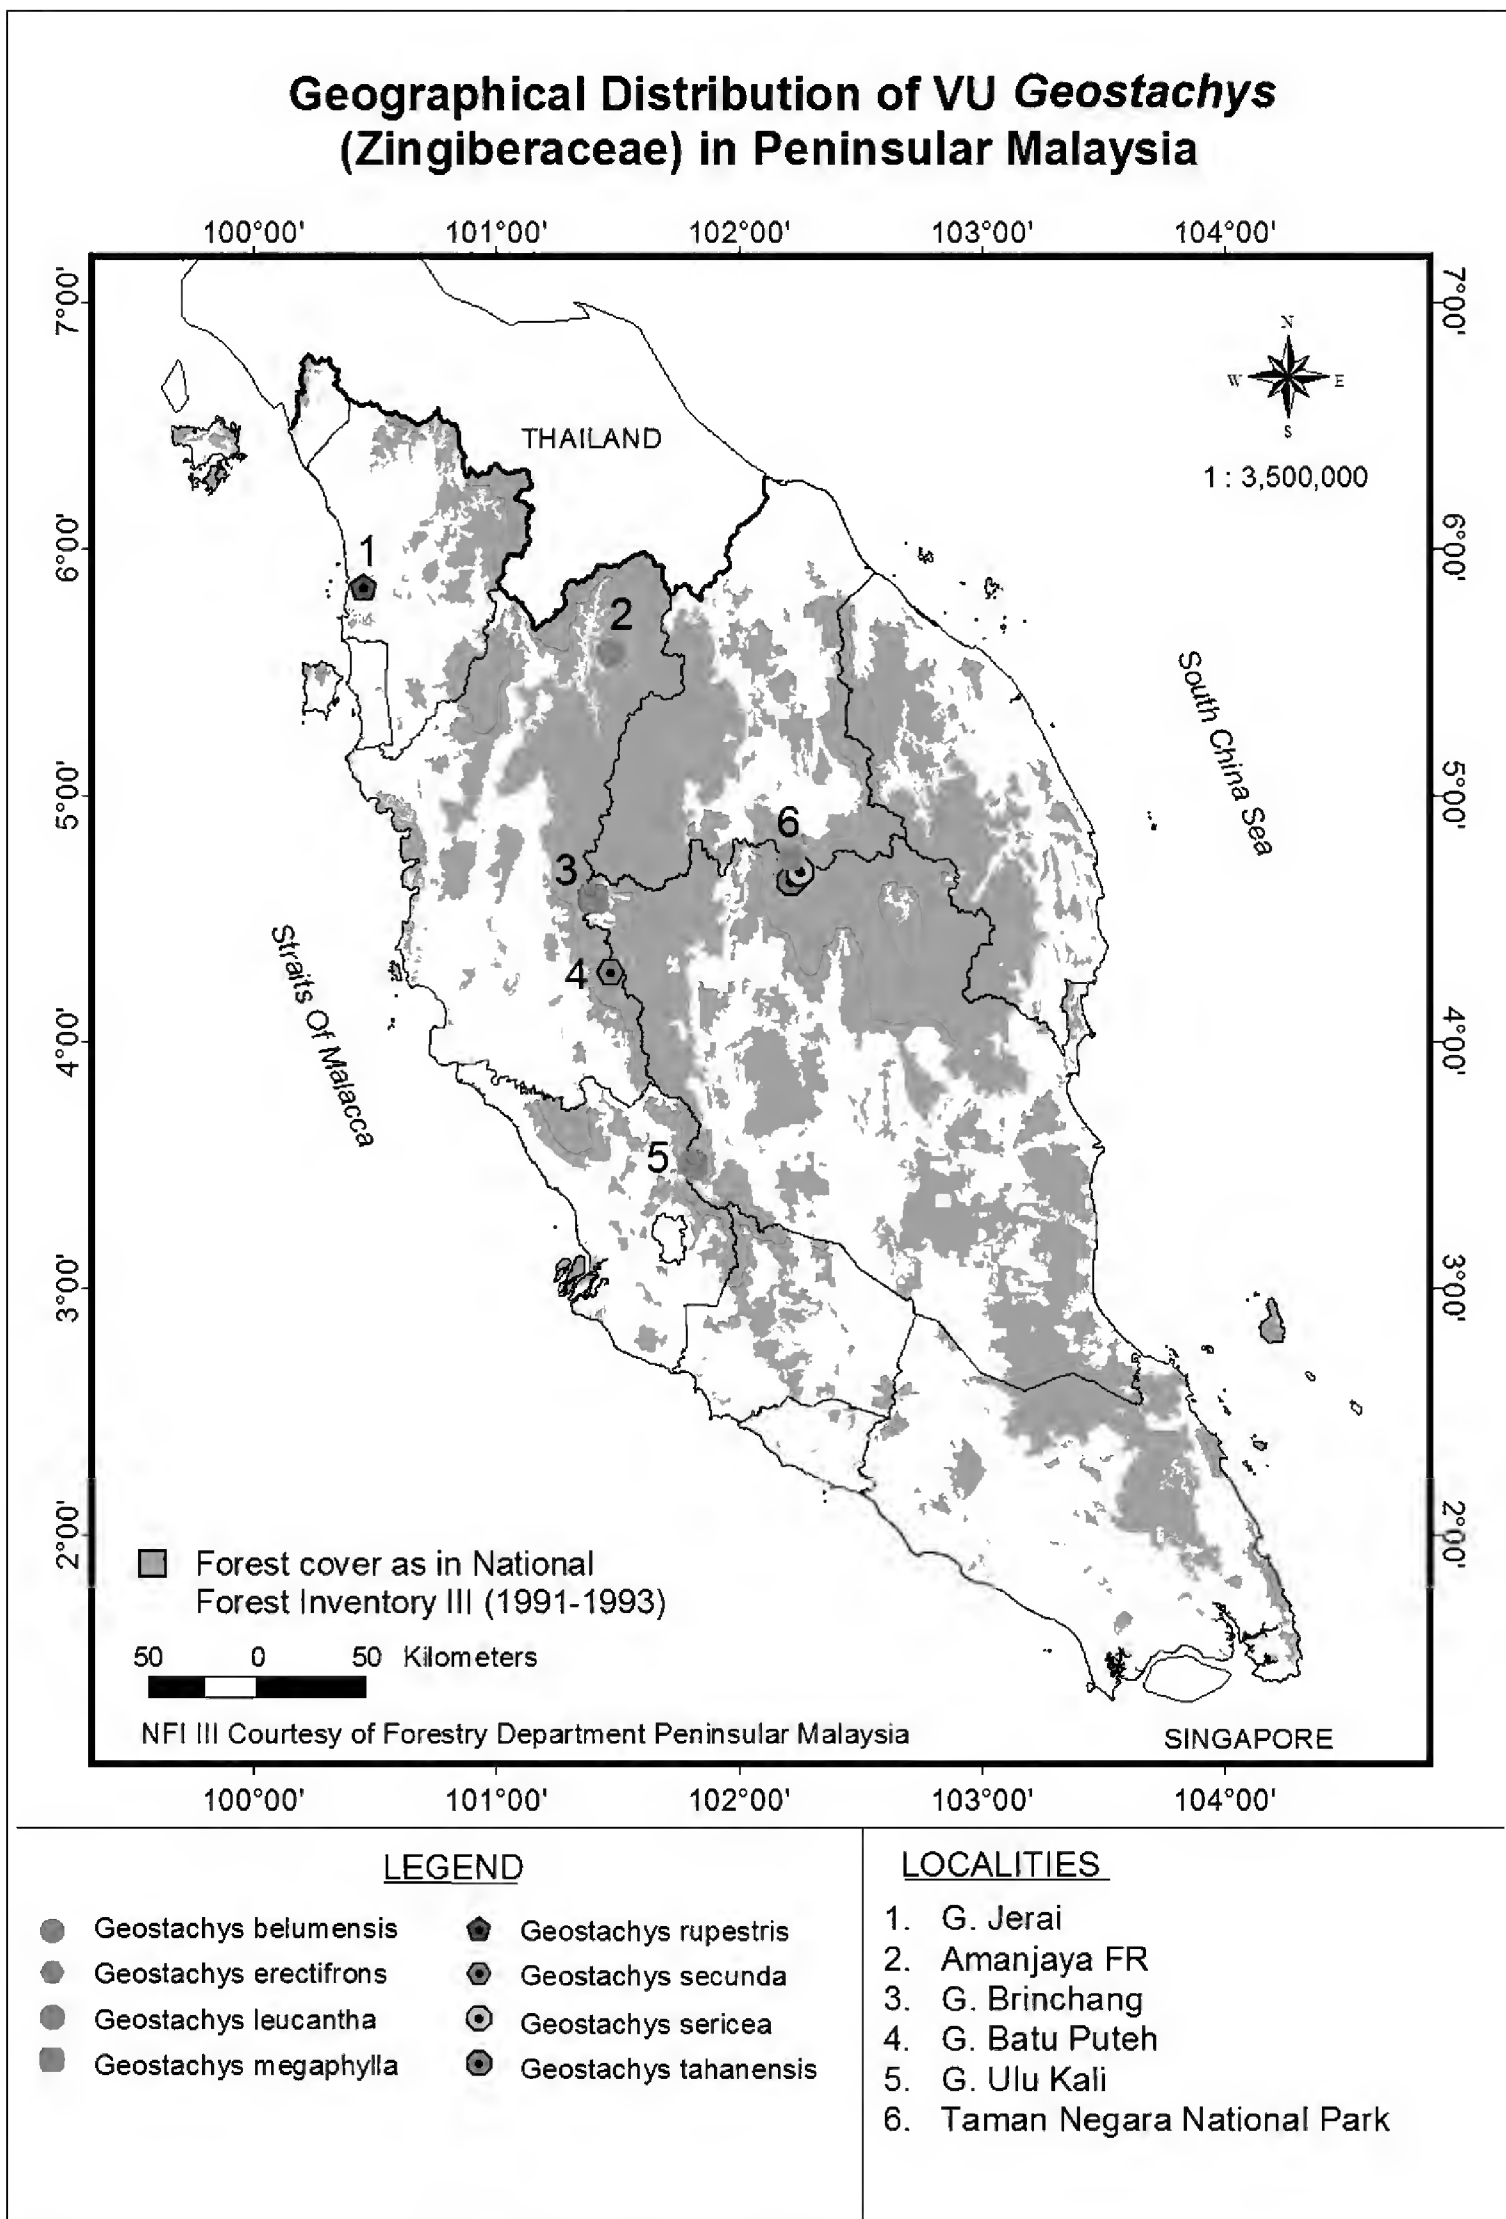 Geographical Distribution of VU Geostachys
(Zingiberaceae) in Peninsular Malaysia
100°00' 101°00' 102°00' 103°00' 104°00'
7°00' 7°00'
N
W E
S
THAILAND
1 : 3,500,000
1
6°00' 6°00'
2
South China Sea
5°00' 5°00'
6
3
4
Straits Of Malacca
4°00' 4°00'
5
3°00' 3°00'
2°00' 2°00'
Forest cover as in National
Forest Inventory III (1991-1993)
50 0 50 Kilometers
NFI III Courtesy of Forestry Department Peninsular Malaysia
SINGAPORE
100°00' 101°00' 102°00' 103°00' 104°00'
LEGEND
Geostachys belumensis
Geostachys erectifrons
Geostachys leucantha
Geostachys megaphylla
Geostachys rupestris
Geostachys secunda
Geostachys sericea
Geostachys tahanensis
LOCALITIES
1. G. Jerai
2. Amanjaya FR
3. G. Brinchang
4. G. Batu Puteh
5. G. Ulu Kali
6. Taman Negara National Park